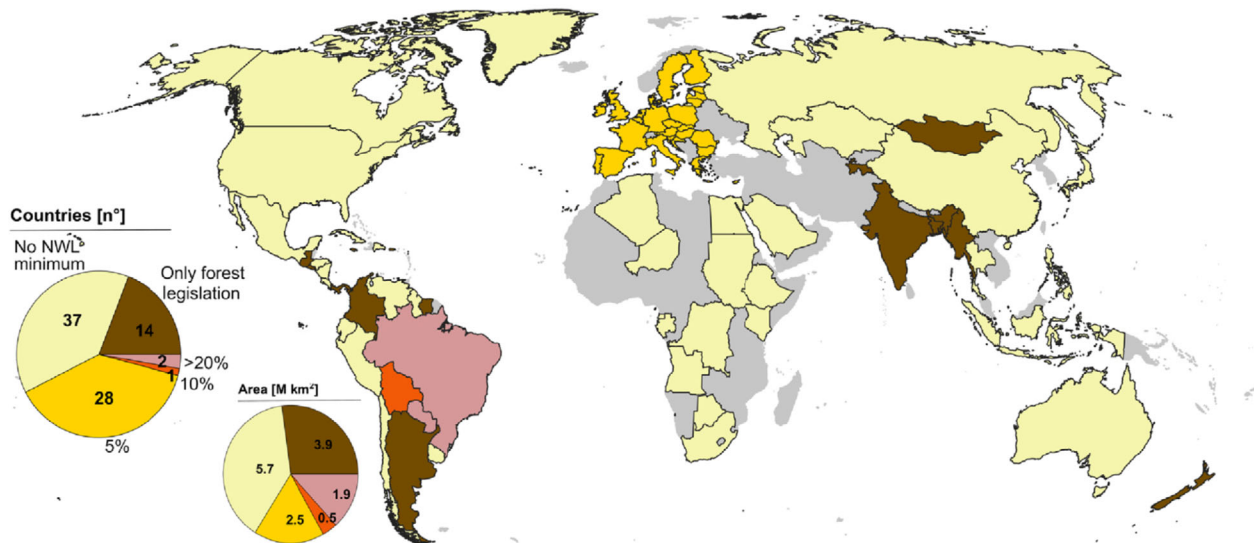 Countries [n°]
No NWL
minimum
Only forest
legislation
37
14
2
>20%
1
10%
28
5%
Area [M km²]
3.9
5.7
1.9
0.5
2.5